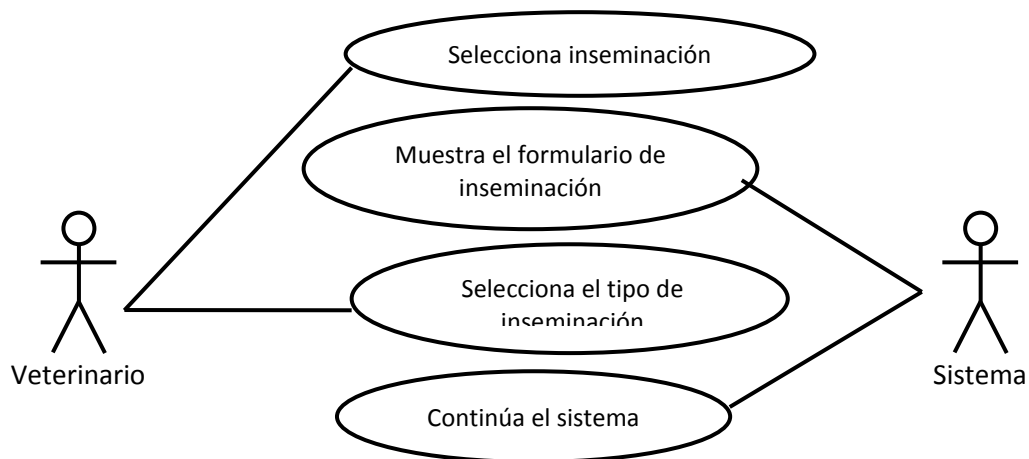 Selecciona inseminación
Muestra el formulario de
inseminación
Selecciona el tipo de
inseminación
Veterinario
Sistema
Continúa el sistema